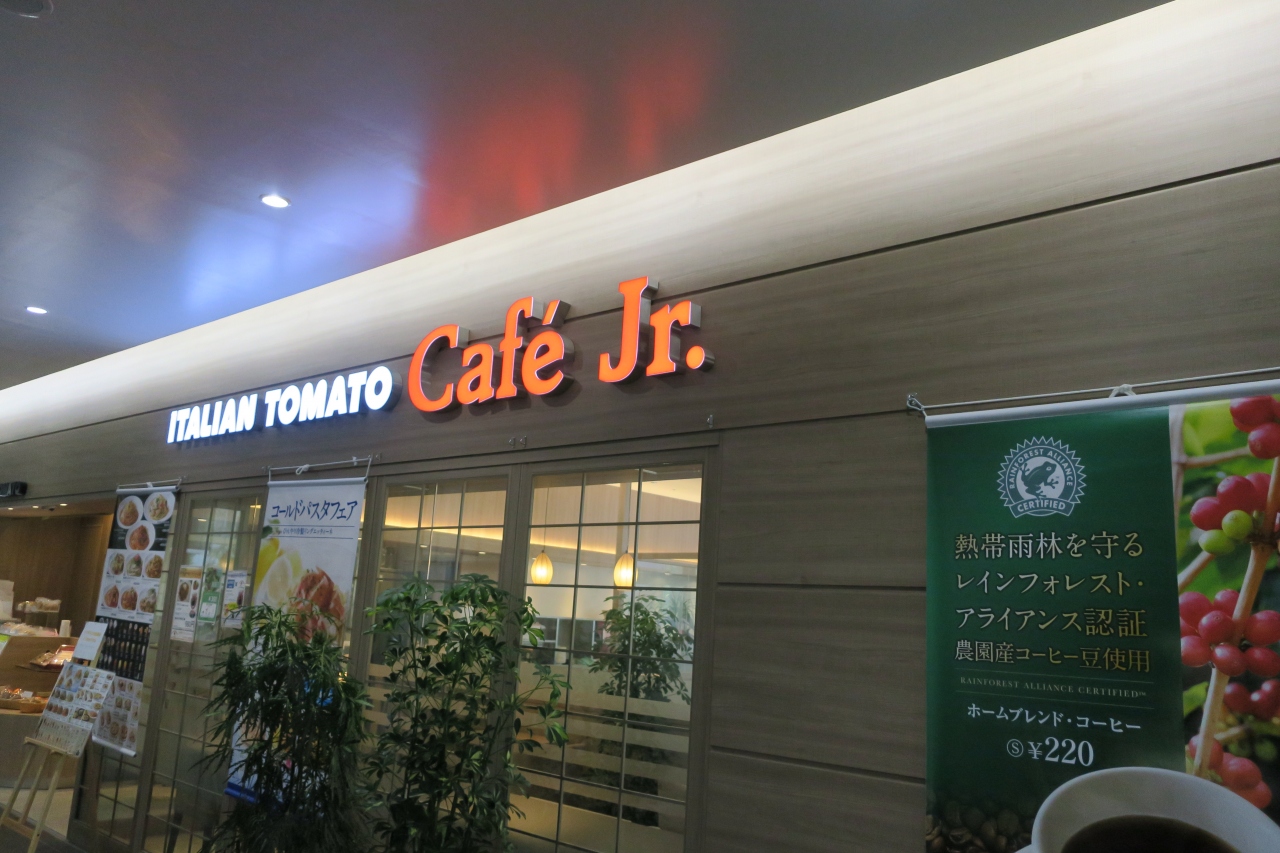 ITALIAN TOMATO Café Jr.
コールドパスタフェア
RAINFOREST ALLIANCE
CERTIFIED
熱帯雨林を守る
レインフォレスト・
アライアンス認証
農園産コーヒー豆使用
RAINFOREST ALLIANCE CERTIFIED™
ホームブレンド・コーヒー
Ⓢ¥220